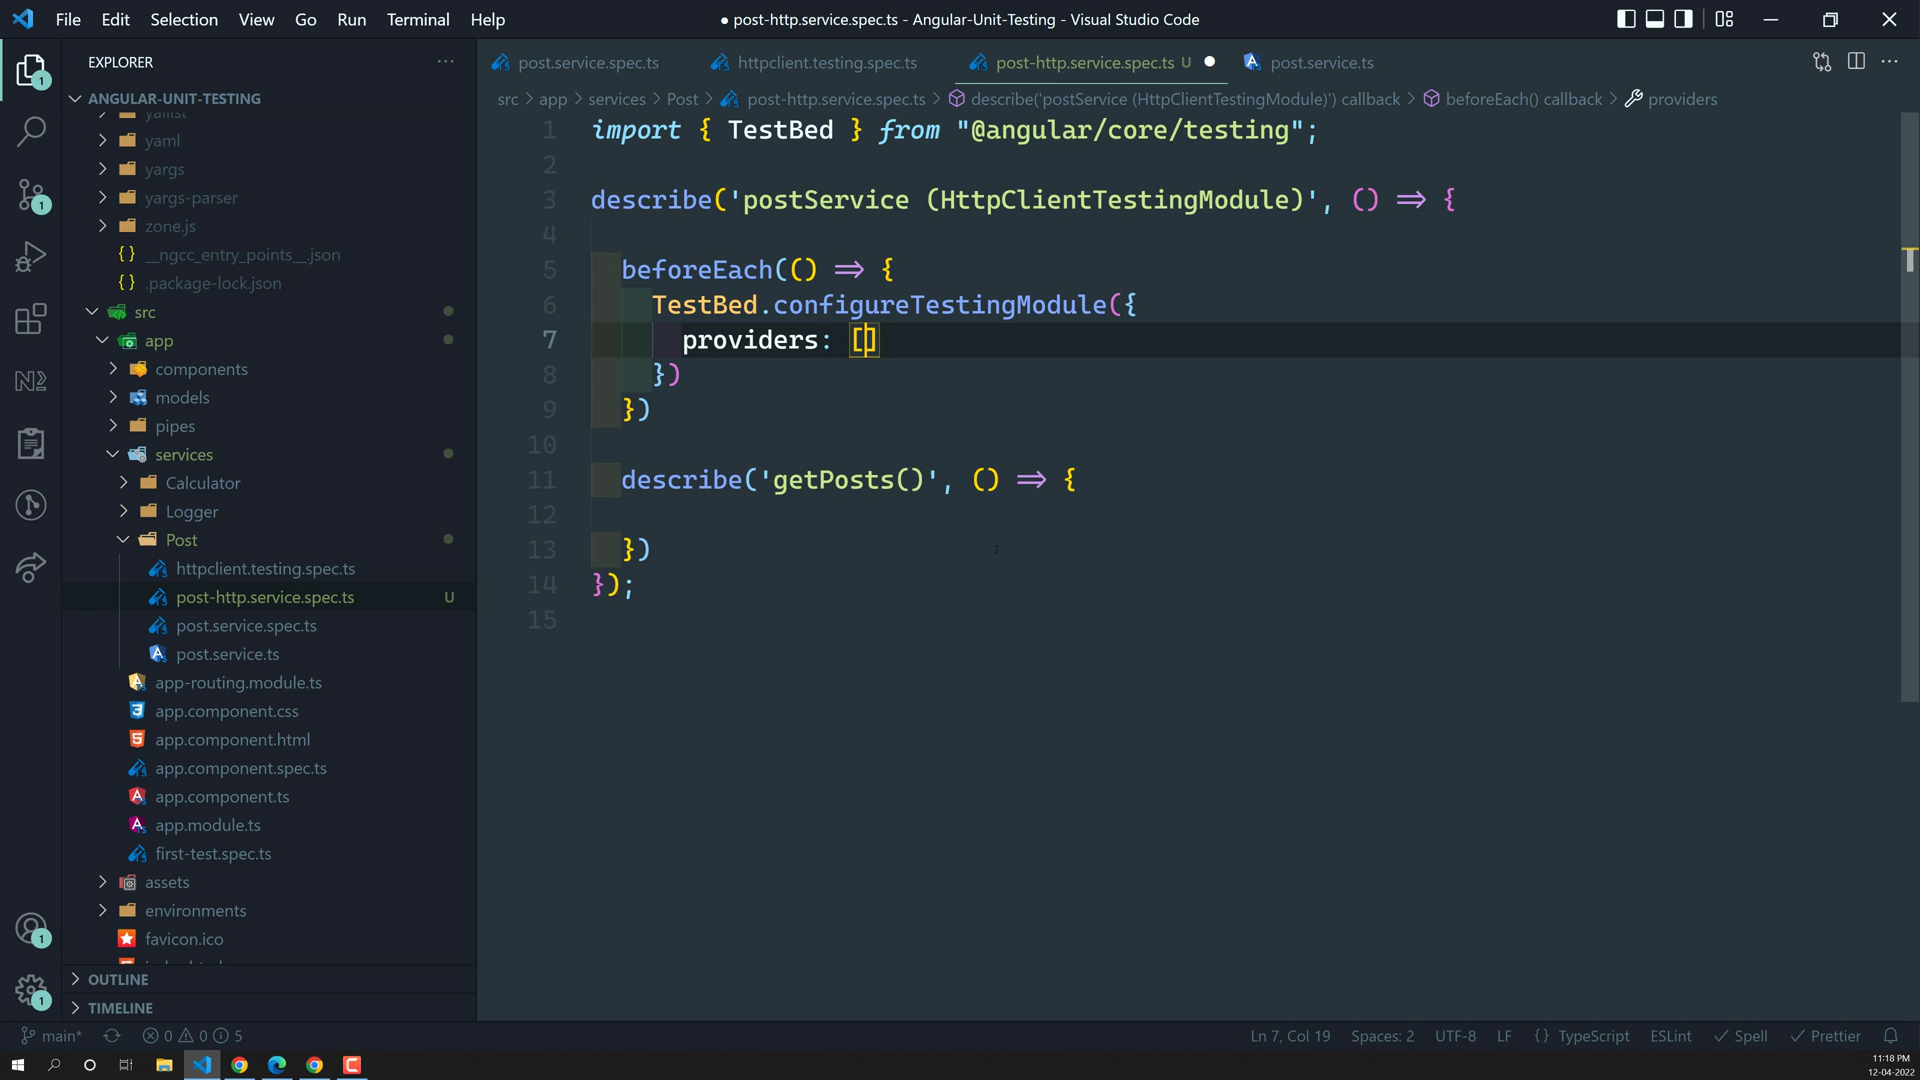 File Edit Selection View Go Run Terminal Help
● post-http.service.spec.ts - Angular-Unit-Testing - Visual Studio Code
EXPLORER
ANGULAR-UNIT-TESTING
yallist
yaml
yargs
yargs-parser
zone.js
__ngcc_entry_points__.json
.package-lock.json
src
app
components
models
pipes
services
Calculator
Logger
Post
httpclient.testing.spec.ts
post-http.service.spec.ts U
post.service.spec.ts
post.service.ts
app-routing.module.ts
app.component.css
app.component.html
app.component.spec.ts
app.component.ts
app.module.ts
first-test.spec.ts
assets
environments
favicon.ico
OUTLINE
TIMELINE
post.service.spec.ts httpclient.testing.spec.ts post-http.service.spec.ts U post.service.ts
src > app > services > Post > post-http.service.spec.ts > describe('postService (HttpClientTestingModule)') callback > beforeEach() callback > providers
1 import { TestBed } from "@angular/core/testing";
2
3 describe('postService (HttpClientTestingModule)', () => {
4
5 beforeEach(() => {
6 TestBed.configureTestingModule({
7 providers: []
8 })
9 })
10
11 describe('getPosts()', () => {
12
13 })
14 });
15
1
1
1
1
main* 0 0 5
Ln 7, Col 19 Spaces: 2 UTF-8 LF {} TypeScript ESLint Spell Prettier
11:18 PM
12-04-2022